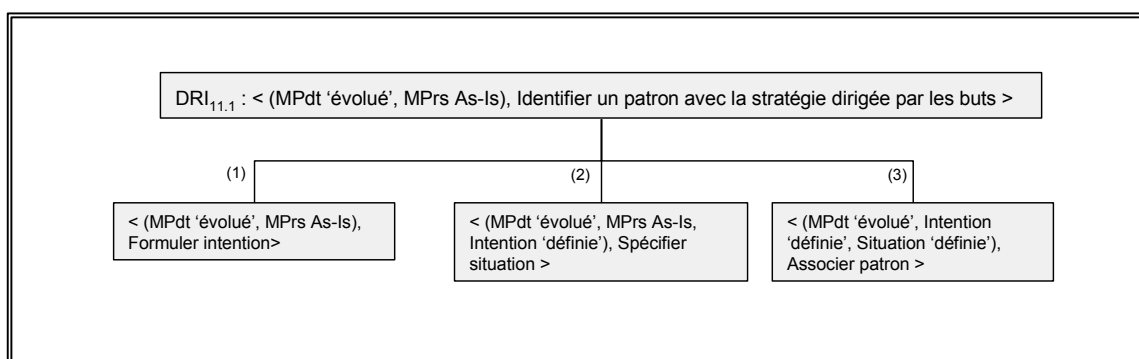 DRI11.1 : < (MPdt ‘évolué’, MPrs As-Is), Identifier un patron avec la stratégie dirigée par les buts >
(1)
(2)
(3)
< (MPdt ‘évolué’, MPrs As-Is),
Formuler intention>
< (MPdt ‘évolué’, MPrs As-Is,
Intention ‘définie’), Spécifier
situation >
< (MPdt ‘évolué’, Intention
‘définie’, Situation ‘définie’),
Associer patron >